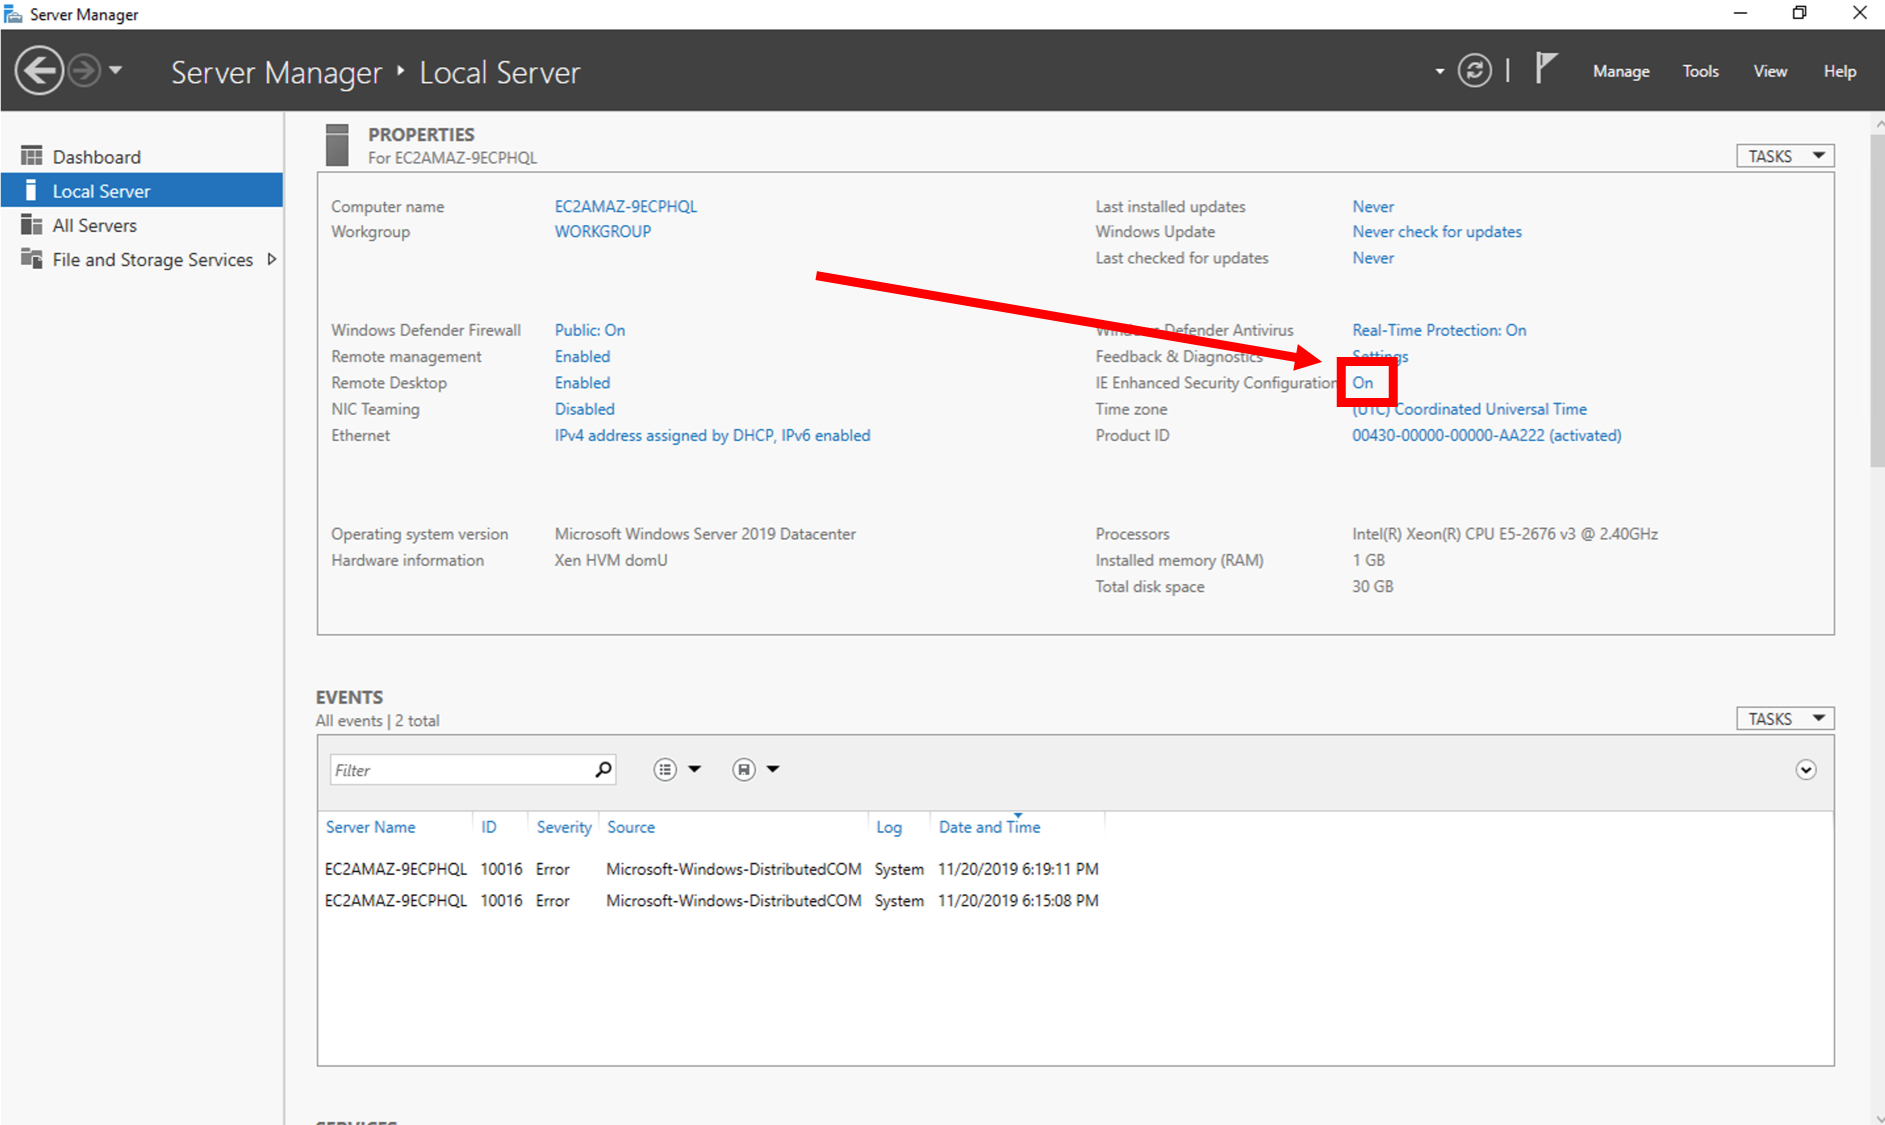 Server Manager
Server Manager ‣ Local Server
Manage Tools View Help
Dashboard
Local Server
All Servers
File and Storage Services
PROPERTIES
For EC2AMAZ-9ECPHQL
TASKS
Computer name EC2AMAZ-9ECPHQL Last installed updates Never
Workgroup WORKGROUP Windows Update Never check for updates
Last checked for updates Never
Windows Defender Firewall Public: On Windows Defender Antivirus Real-Time Protection: On
Remote management Enabled Feedback & Diagnostics Settings
Remote Desktop Enabled IE Enhanced Security Configuration On
NIC Teaming Disabled Time zone (UTC) Coordinated Universal Time
Ethernet IPv4 address assigned by DHCP, IPv6 enabled Product ID 00430-00000-00000-AA222 (activated)
Operating system version Microsoft Windows Server 2019 Datacenter Processors Intel(R) Xeon(R) CPU E5-2676 v3 @ 2.40GHz
Hardware information Xen HVM domU Installed memory (RAM) 1 GB
Total disk space 30 GB
EVENTS
All events | 2 total
TASKS
Filter
Server Name ID Severity Source Log Date and Time
EC2AMAZ-9ECPHQL 10016 Error Microsoft-Windows-DistributedCOM System 11/20/2019 6:19:11 PM
EC2AMAZ-9ECPHQL 10016 Error Microsoft-Windows-DistributedCOM System 11/20/2019 6:15:08 PM
SERVICES